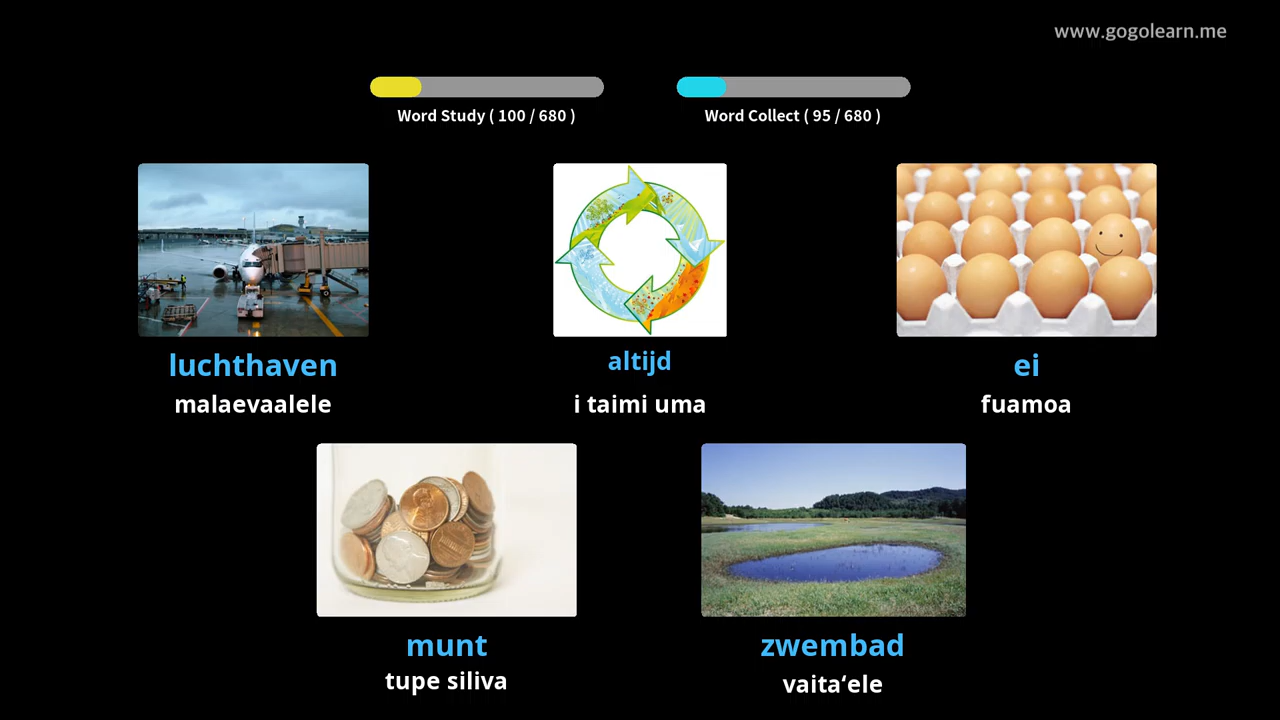 www.gogolearn.me
Word Study ( 100 / 680 )
Word Collect ( 95 / 680 )
luchthaven
malaevaalele
altijd
i taimi uma
ei
fuamoa
munt
tupe siliva
zwembad
vaita‘ele